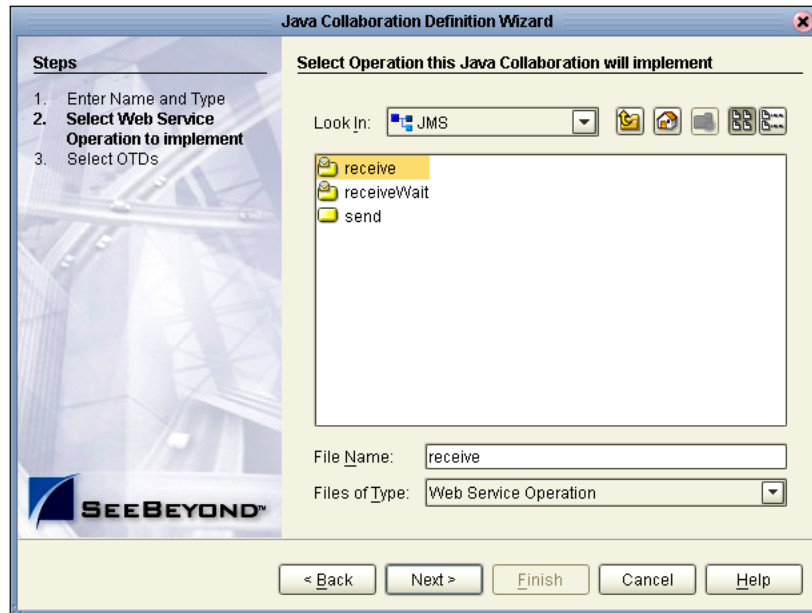 Java Collaboration Definition Wizard
Steps
1. Enter Name and Type
2. Select Web Service
Operation to implement
3. Select OTDs
SEEBEYOND™
Select Operation this Java Collaboration will implement
Look In: JMS
receive
receiveWait
send
File Name: receive
Files of Type: Web Service Operation
< Back Next > Finish Cancel Help